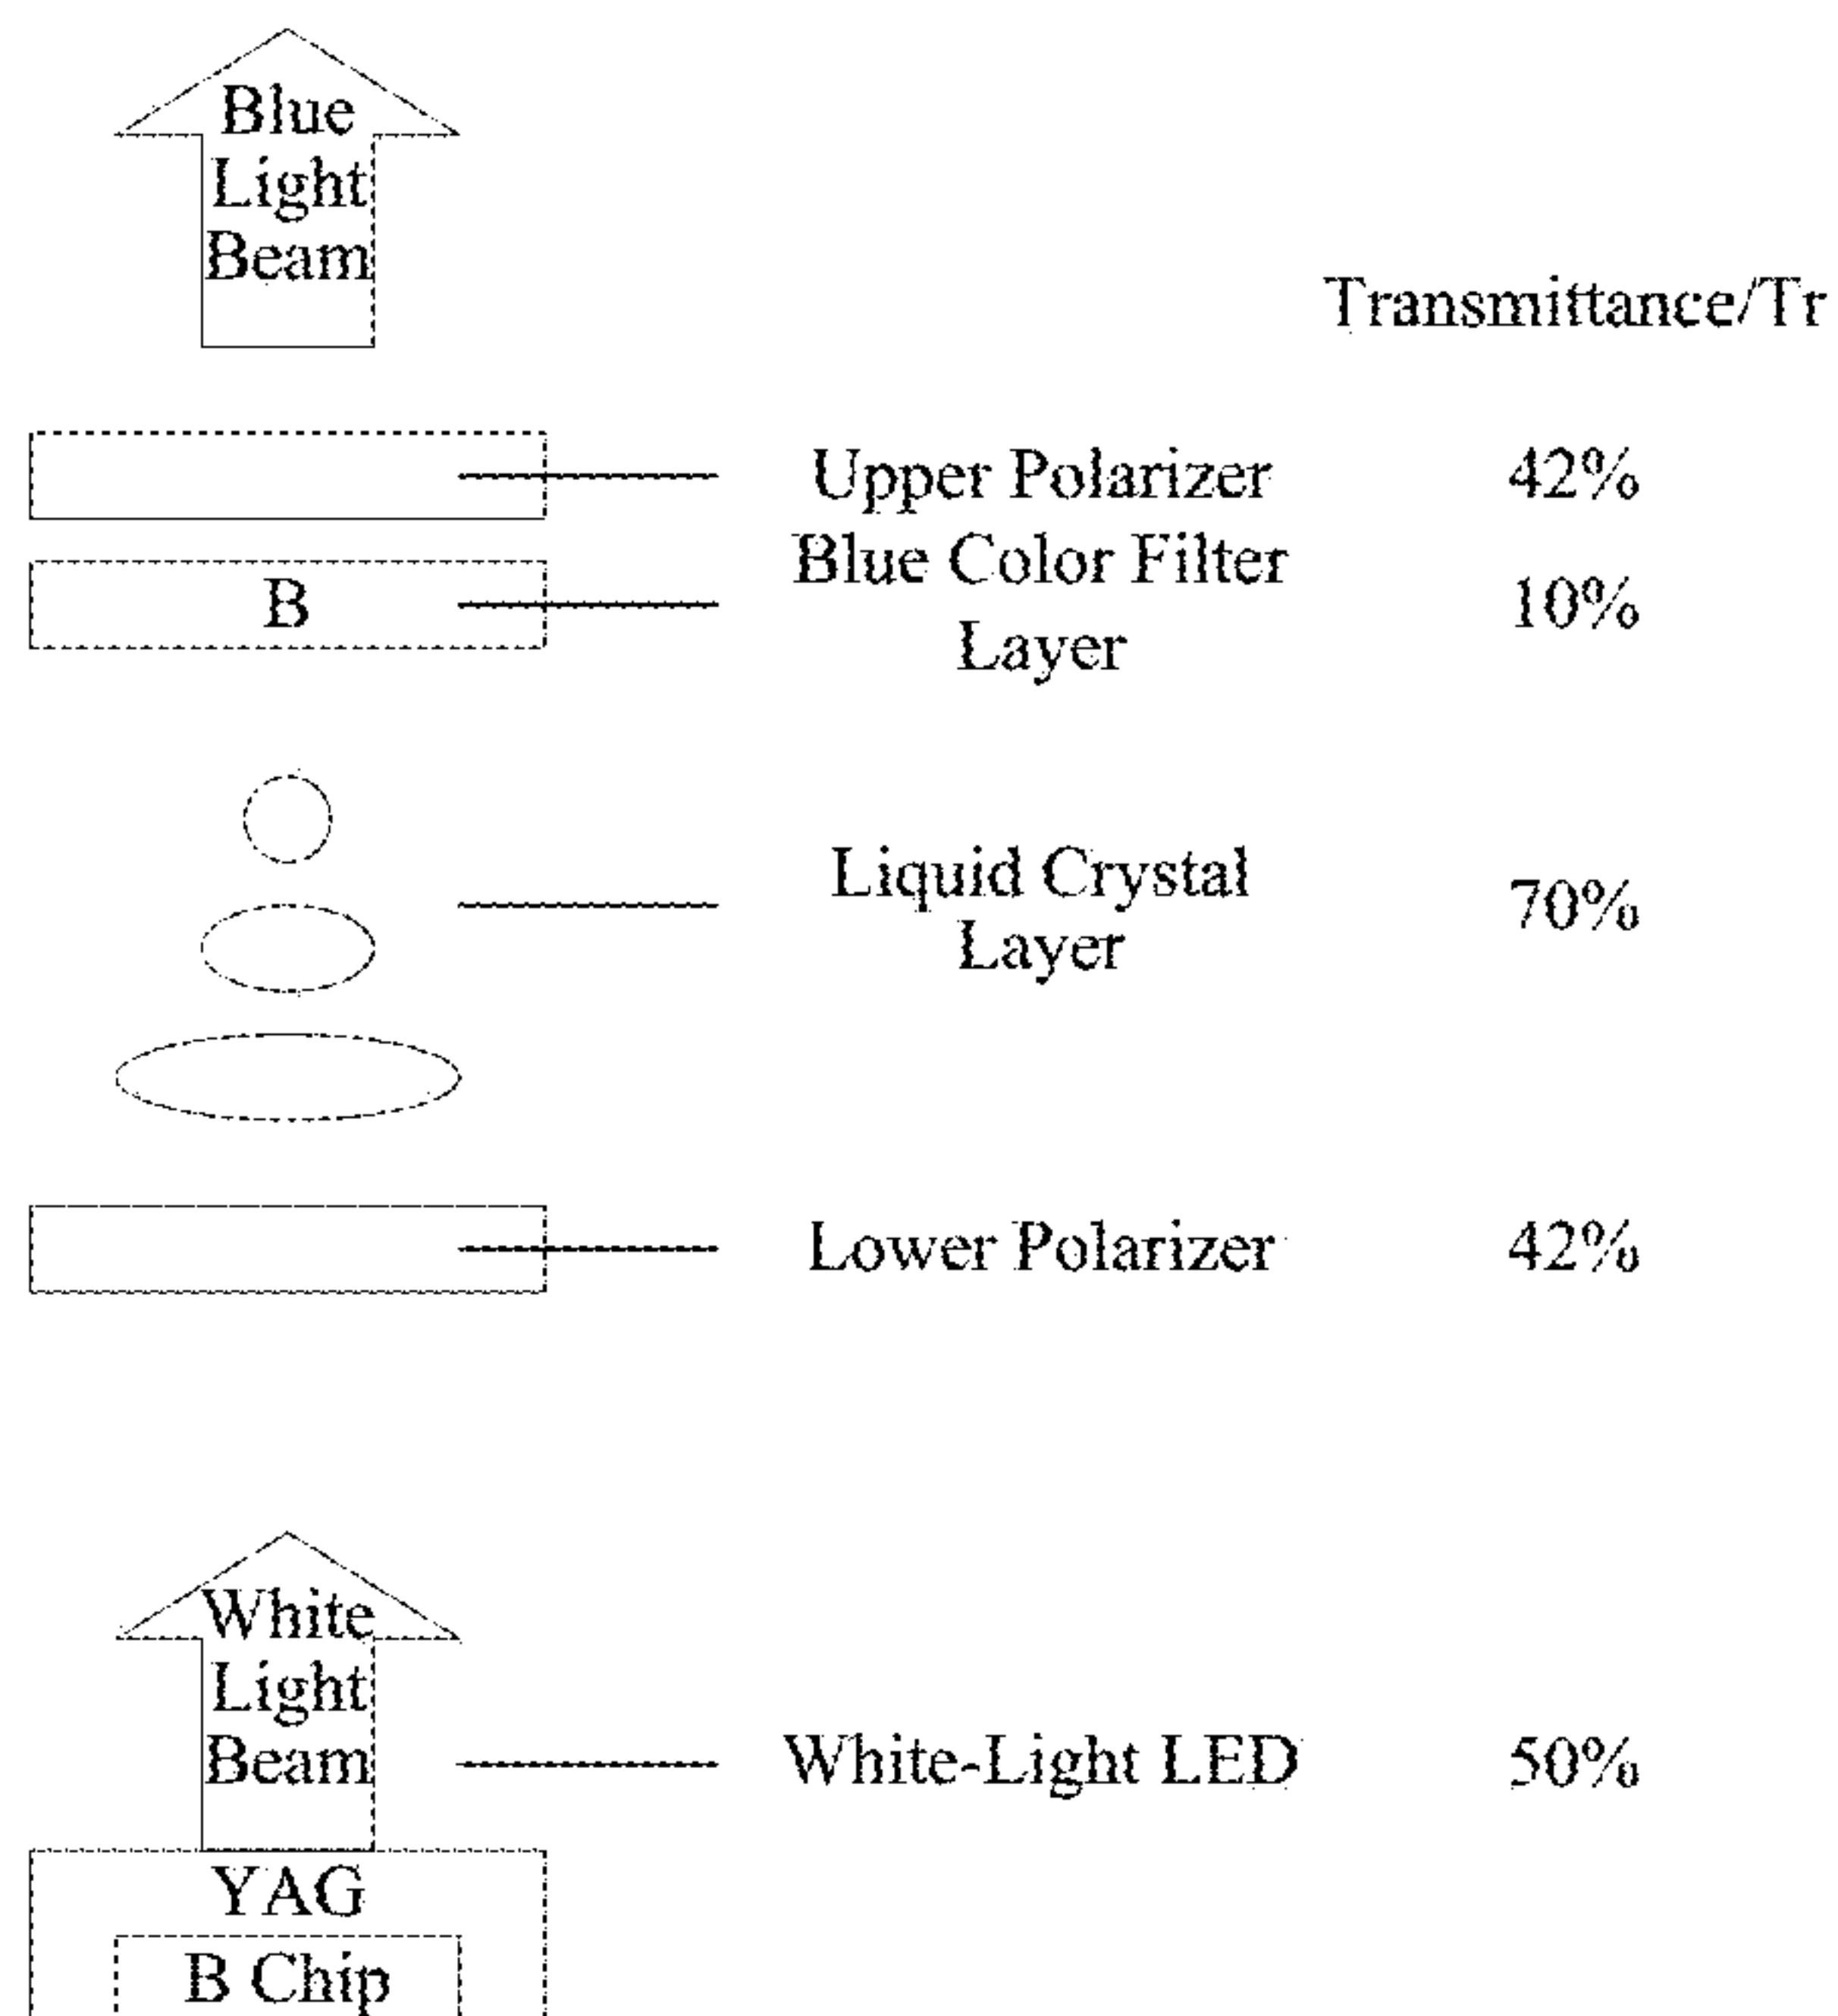 Blue
Light
Beam
Transmittance/Tr
Upper Polarizer 42%
Blue Color Filter
B Layer 10%
Liquid Crystal
Layer 70%
Lower Polarizer 42%
White
Light
Beam
White-Light LED 50%
YAG
B Chip